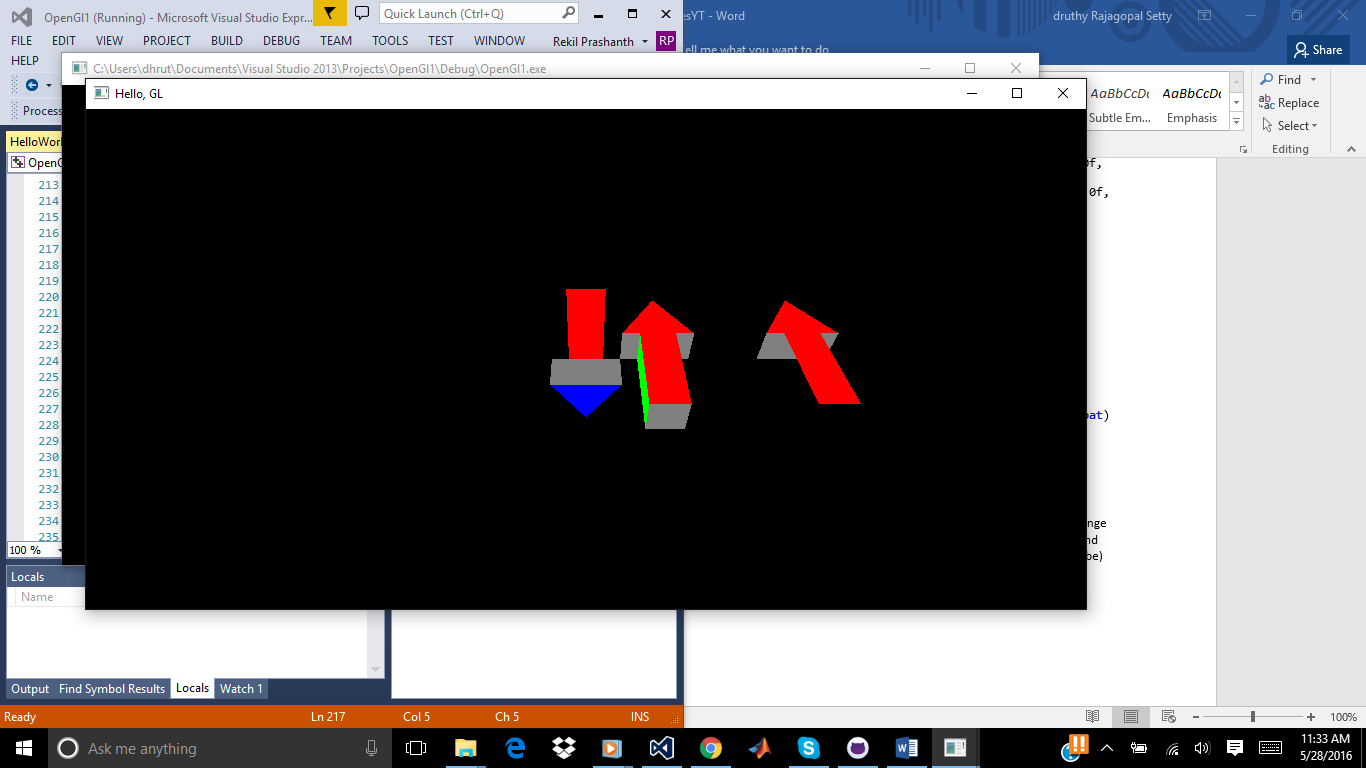 OpenGl1 (Running) - Microsoft Visual Studio Expr...
Quick Launch (Ctrl+Q)
FILE EDIT VIEW PROJECT BUILD DEBUG TEAM TOOLS TEST WINDOW
Rekil Prashanth RP
HELP
Process
HelloWor
OpenG
213
214
215
216
217
218
219
220
221
222
223
224
225
226
227
228
229
230
231
232
233
234
235
100 %
C:\Users\dhrut\Documents\Visual Studio 2013\Projects\OpenGl1\Debug\OpenGl1.exe
Hello, GL
esYT - Word
druthy Rajagopal Setty
ell me what you want to do
Share
AaBbCcDc AaBbCcDc
Subtle Em... Emphasis
Find
Replace
Select
Editing
0f,
0f,
oat)
nge
nd
be)
Locals
Name
Output Find Symbol Results Locals Watch 1
Ready Ln 217 Col 5 Ch 5 INS
100%
Ask me anything
11:33 AM
5/28/2016